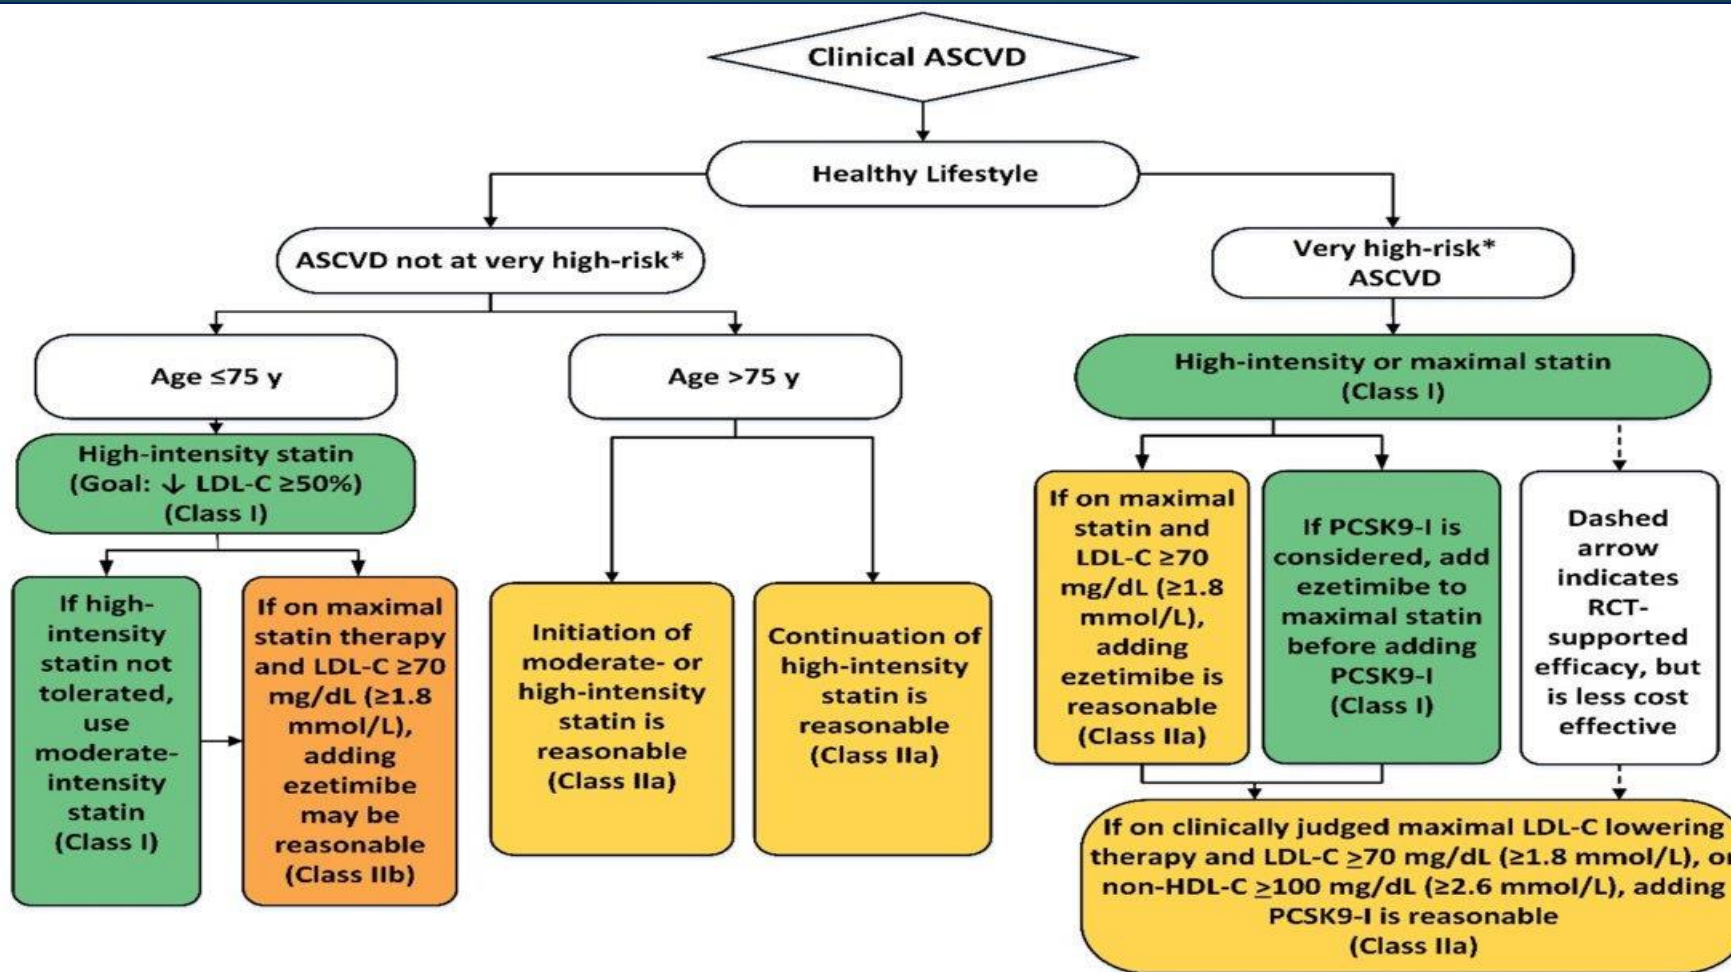 Clinical ASCVD
Healthy Lifestyle
ASCVD not at very high-risk*
Very high-risk*
ASCVD
Age ≤75 y
Age >75 y
High-intensity or maximal statin
(Class I)
High-intensity statin
(Goal: ↓ LDL-C ≥50%)
(Class I)
If high-
intensity
statin not
tolerated,
use
moderate-
intensity
statin
(Class I)
If on maximal
statin therapy
and LDL-C ≥70
mg/dL (≥1.8
mmol/L),
adding
ezetimibe
may be
reasonable
(Class IIb)
Initiation of
moderate- or
high-intensity
statin is
reasonable
(Class IIa)
Continuation of
high-intensity
statin is
reasonable
(Class IIa)
If on maximal
statin and
LDL-C ≥70
mg/dL (≥1.8
mmol/L),
adding
ezetimibe is
reasonable
(Class IIa)
If PCSK9-I is
considered, add
ezetimibe to
maximal statin
before adding
PCSK9-I
(Class I)
Dashed
arrow
indicates
RCT-
supported
efficacy, but
is less cost
effective
If on clinically judged maximal LDL-C lowering
therapy and LDL-C ≥70 mg/dL (≥1.8 mmol/L), or
non-HDL-C ≥100 mg/dL (≥2.6 mmol/L), adding
PCSK9-I is reasonable
(Class IIa)